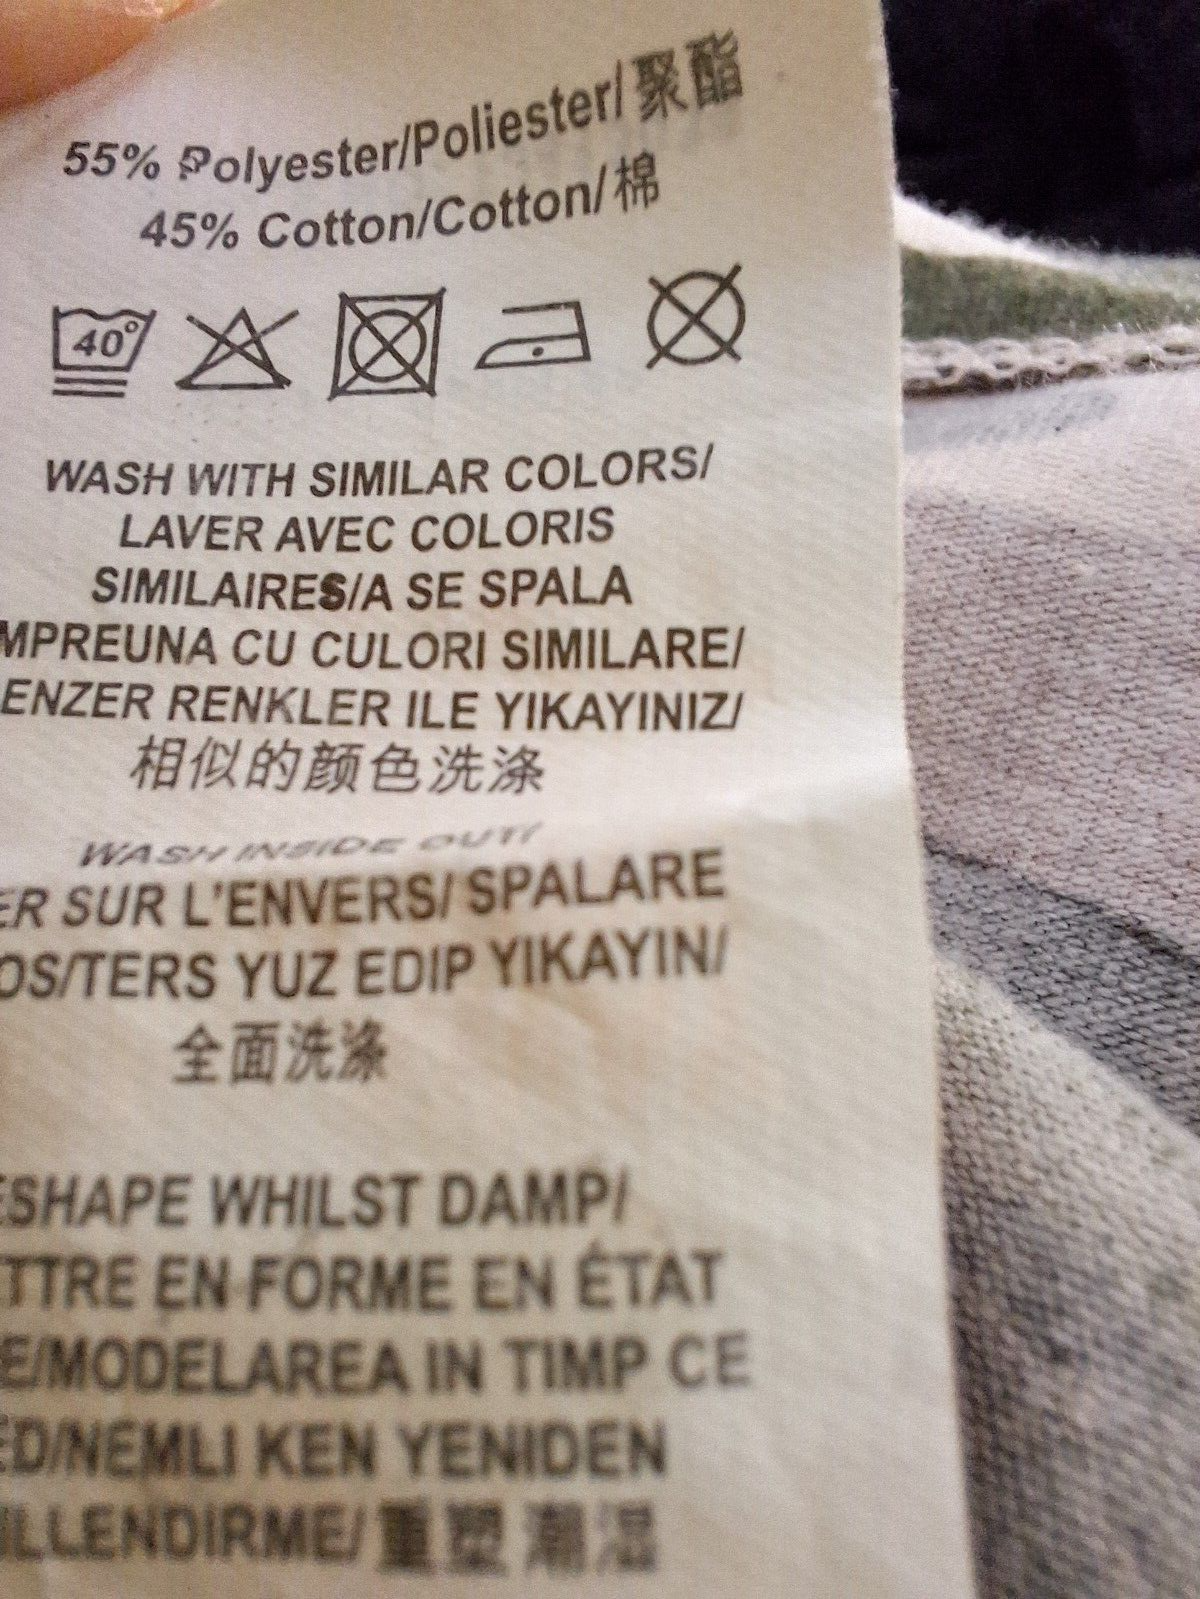 55% Polyester/Poliester/聚酯
45% Cotton/Cotton/棉
40°
WASH WITH SIMILAR COLORS/
LAVER AVEC COLORIS
SIMILAIRES/A SE SPALA
MPREUNA CU CULORI SIMILARE/
ENZER RENKLER ILE YIKAYINIZ/
相似的颜色洗涤
WASH INSIDE OUT/
ER SUR L'ENVERS/ SPALARE
OS/TERS YUZ EDIP YIKAYIN/
全面洗涤
ESHAPE WHILST DAMP/
TTRE EN FORME EN ÉTAT
E/MODELAREA IN TIMP CE
ED/NEMLI KEN YENIDEN
LLENDIRME/重塑潮湿